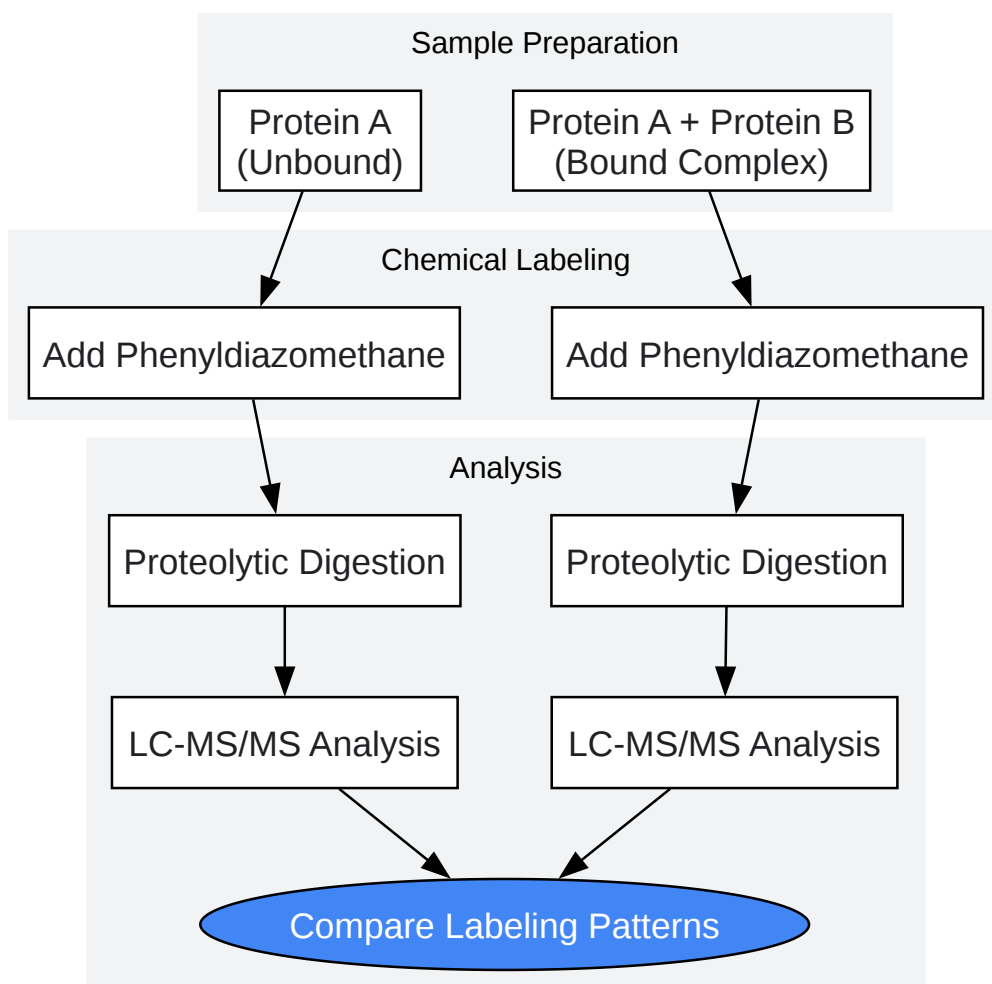 Sample Preparation
Protein A
(Unbound)
Protein A + Protein B
(Bound Complex)
Chemical Labeling
Add Phenyldiazomethane
Add Phenyldiazomethane
Analysis
Proteolytic Digestion
Proteolytic Digestion
LC-MS/MS Analysis
LC-MS/MS Analysis
Compare Labeling Patterns